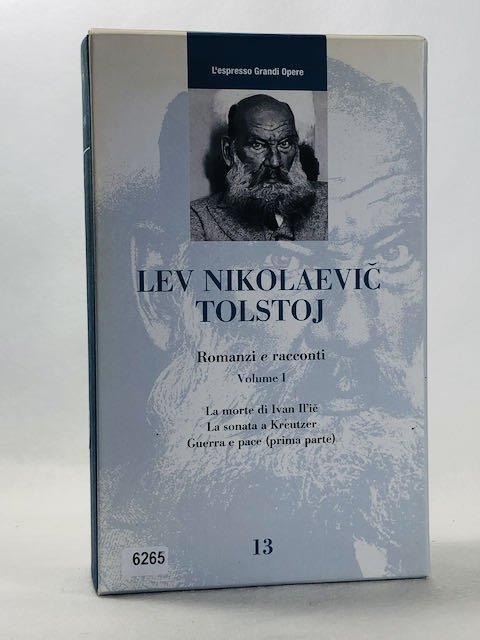 L'espresso Grandi Opere
LEV NIKOLAEVIČ
TOLSTOJ
Romanzi e racconti
Volume I
La morte di Ivan Il'ič
La sonata a Kreutzer
Guerra e pace (prima parte)
13
6265